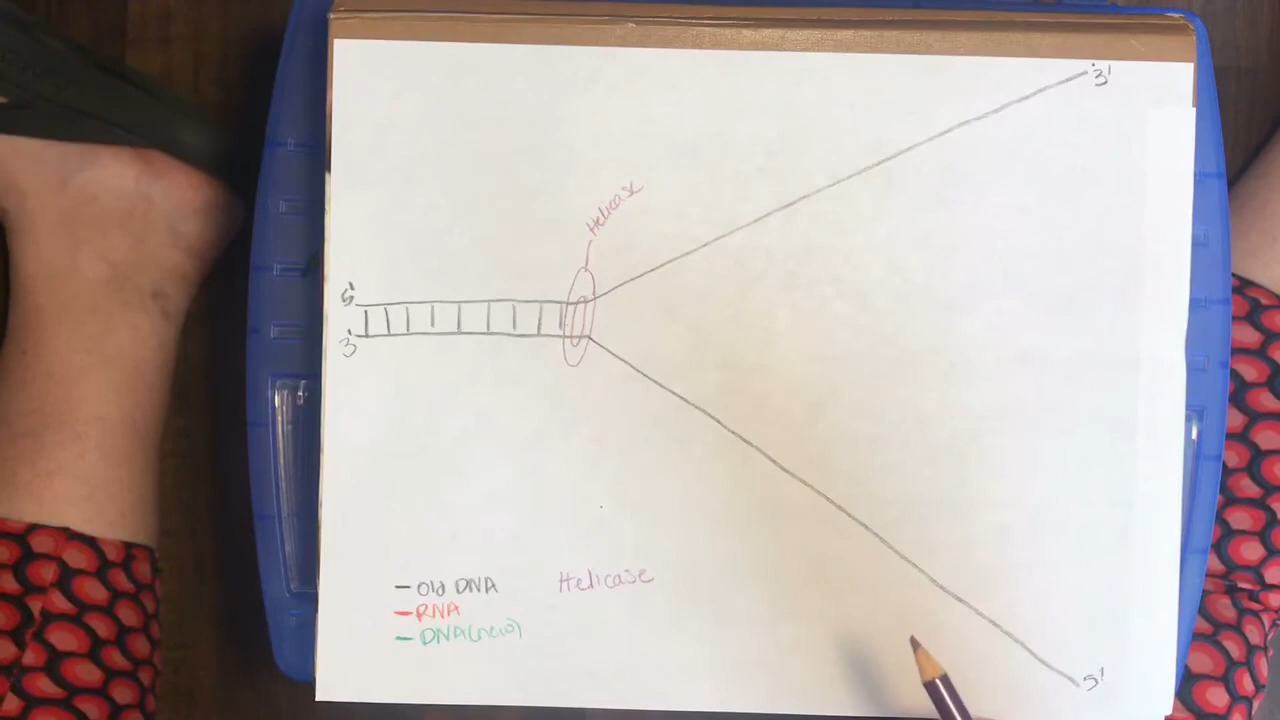 3'
Helicase
5'
3'
Old DNA
Helicase
RNA
DNA(new)
5'